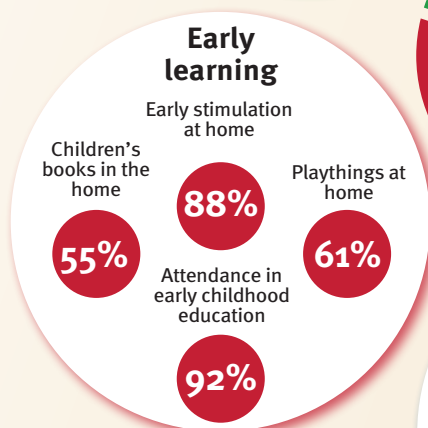 Early
learning
Early stimulation
at home
88%
Children’s
books in the
home
55%
Playthings at
home
61%
Attendance in
early childhood
education
92%